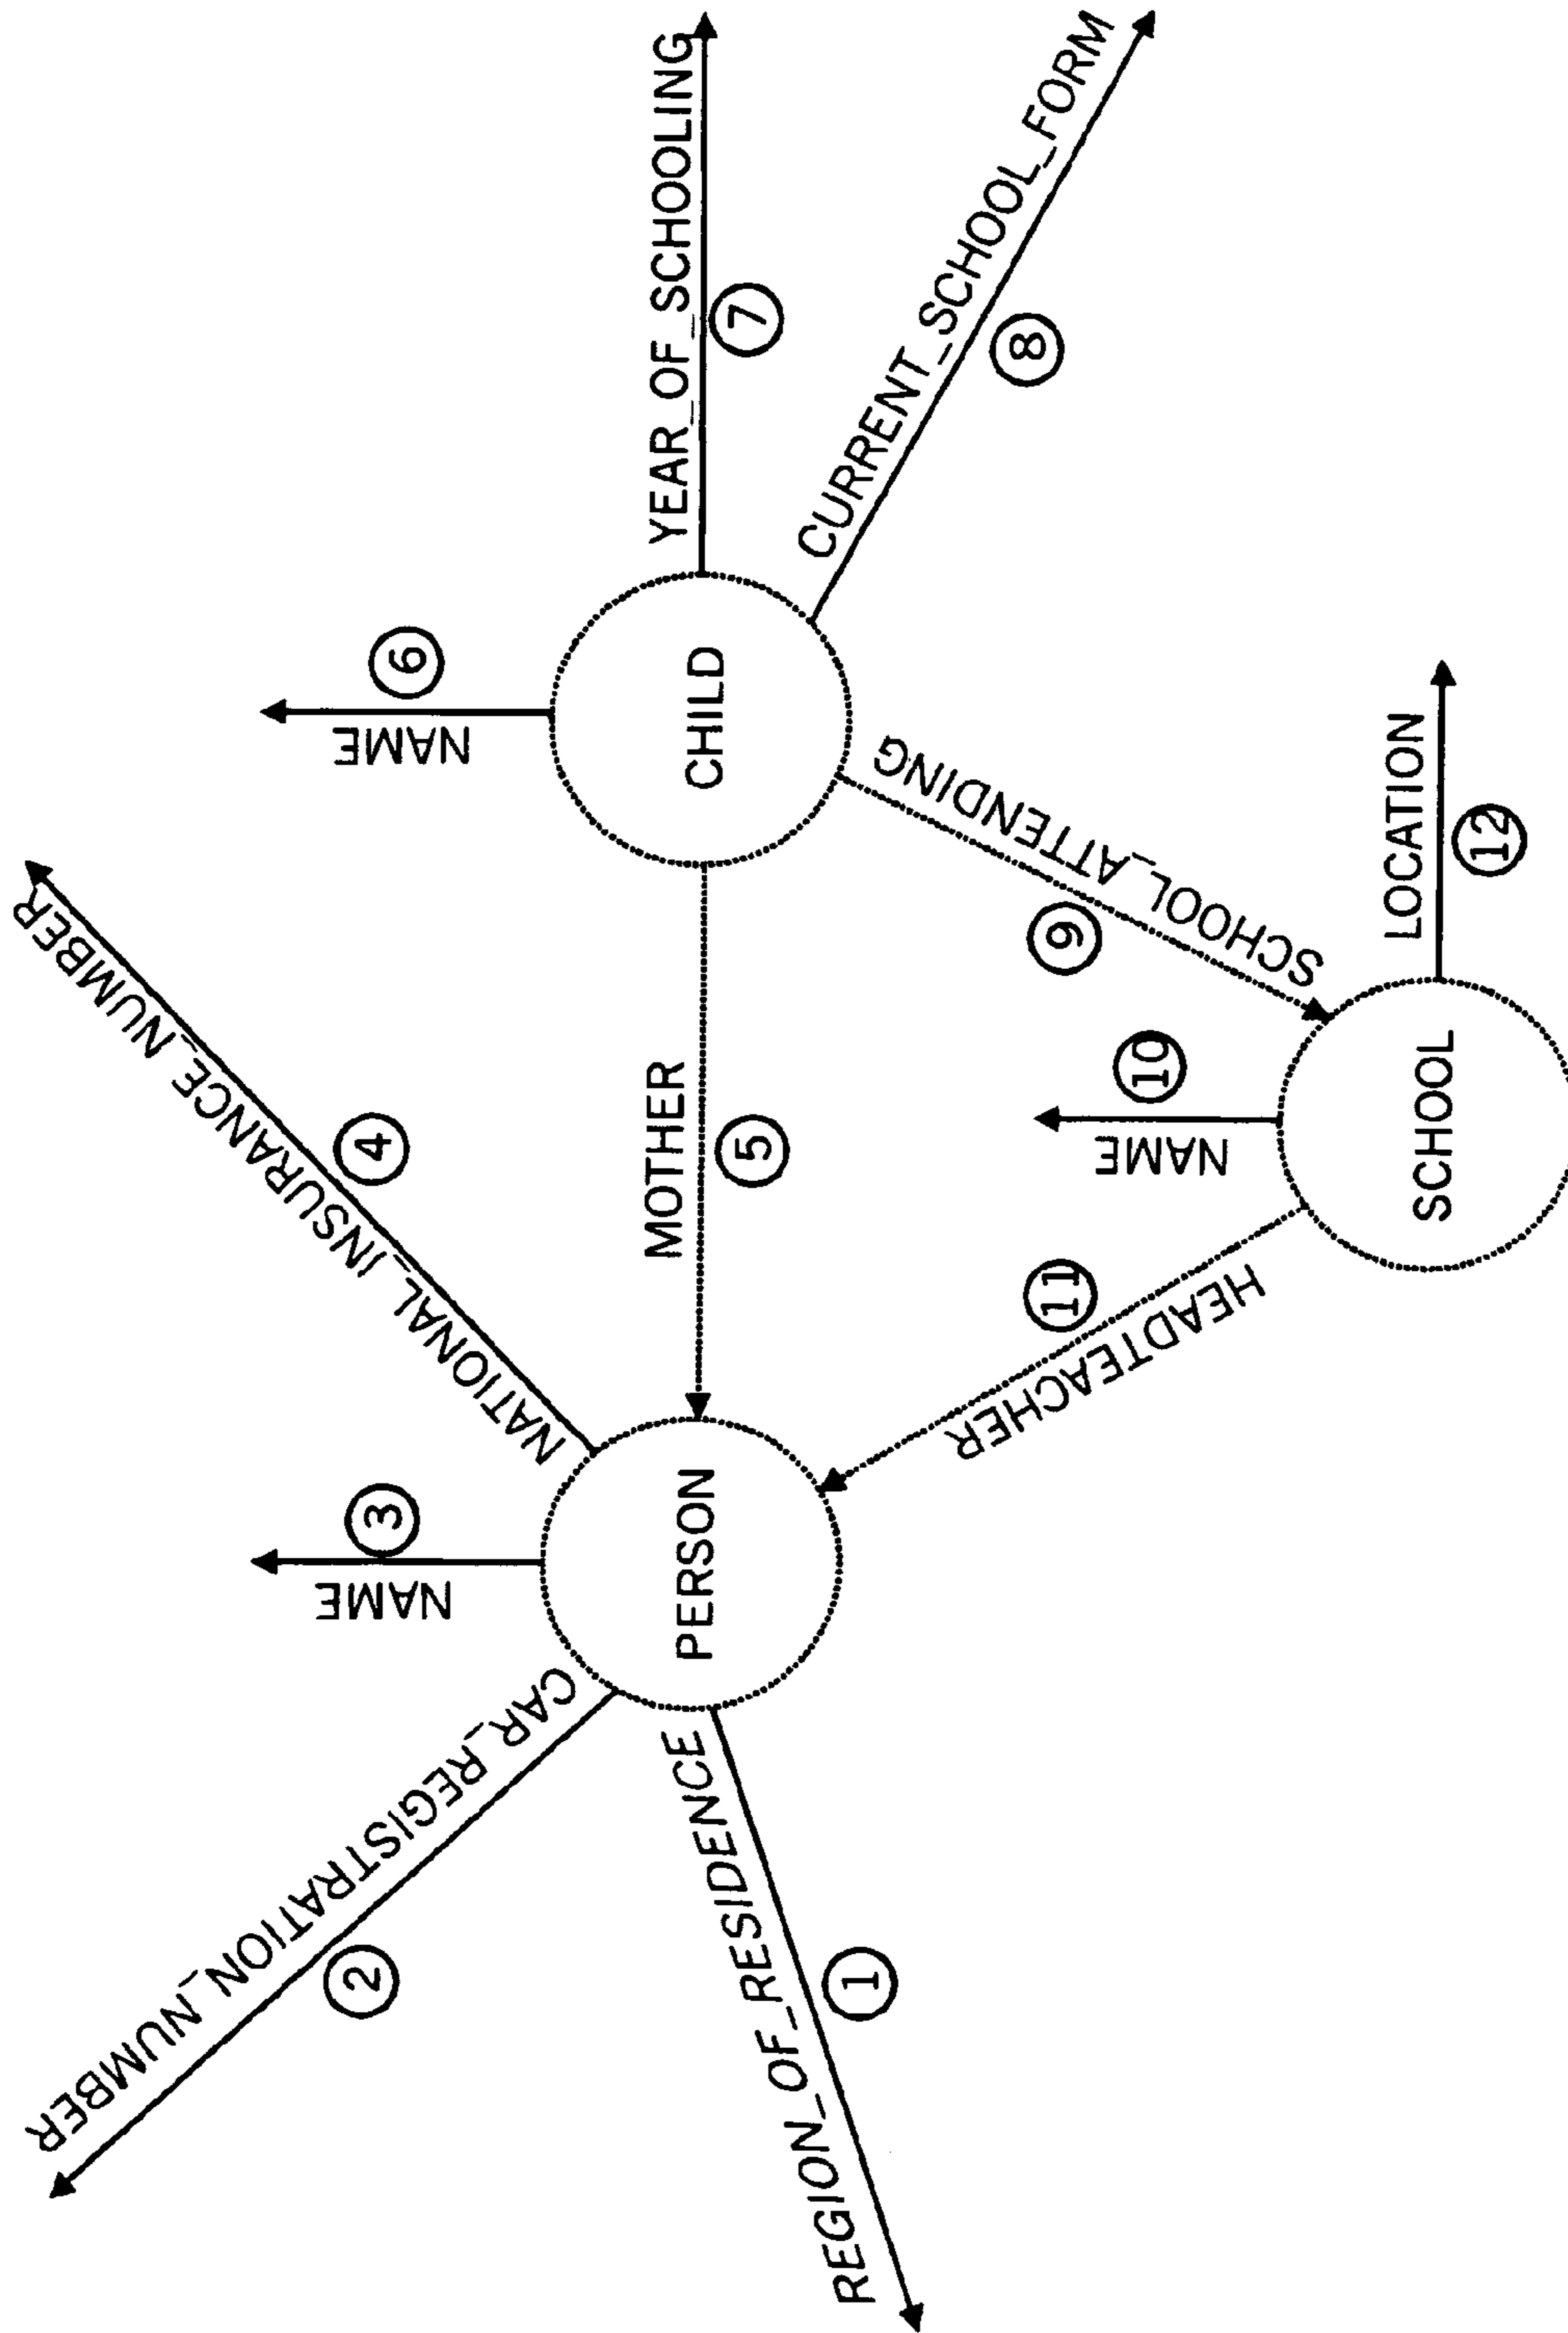 REGION_OF_RESIDENCE
1
CAR_REGISTRATION_NUMBER
2
NAME
3
NATIONAL_INSURANCE_NUMBER
4
PERSON
MOTHER
5
NAME
6
CHILD
YEAR_OF_SCHOOLING
7
CURRENT_SCHOOL_FORM
8
SCHOOL_ATTENDING
9
NAME
10
HEADTEACHER
11
SCHOOL
LOCATION
12